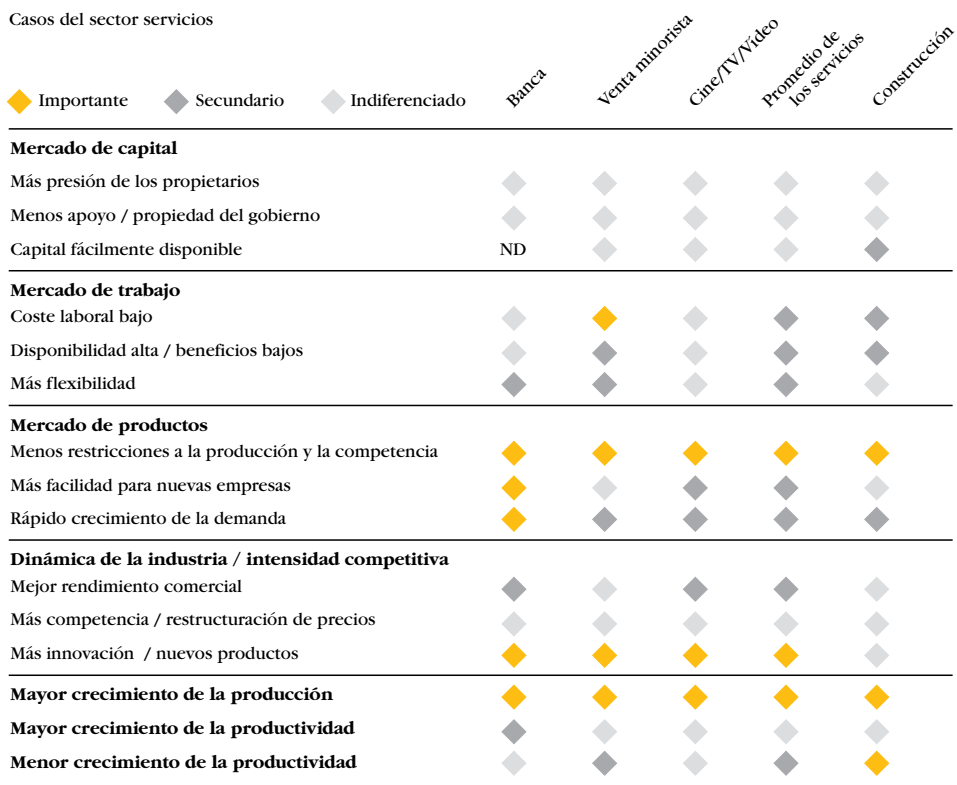 Casos del sector servicios
Banca
Venta minorista
Cine/TV/Vídeo
Promedio de
los servicios
Construcción
Importante
Secundario
Indiferenciado
Mercado de capital
Más presión de los propietarios
Menos apoyo / propiedad del gobierno
Capital fácilmente disponible ND
Mercado de trabajo
Coste laboral bajo
Disponibilidad alta / beneficios bajos
Más flexibilidad
Mercado de productos
Menos restricciones a la producción y la competencia
Más facilidad para nuevas empresas
Rápido crecimiento de la demanda
Dinámica de la industria / intensidad competitiva
Mejor rendimiento comercial
Más competencia / restructuración de precios
Más innovación / nuevos productos
Mayor crecimiento de la producción
Mayor crecimiento de la productividad
Menor crecimiento de la productividad